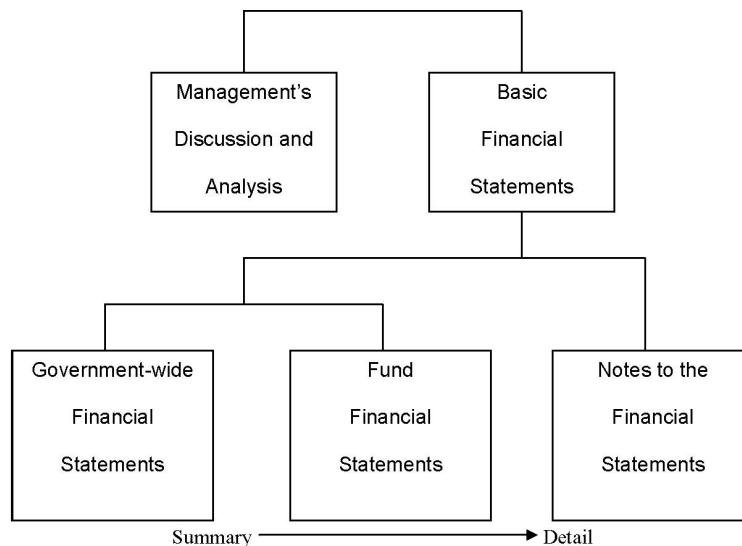 Management’s
Discussion and
Analysis
Basic
Financial
Statements
Government-wide
Financial
Statements
Fund
Financial
Statements
Notes to the
Financial
Statements
Summary
Detail